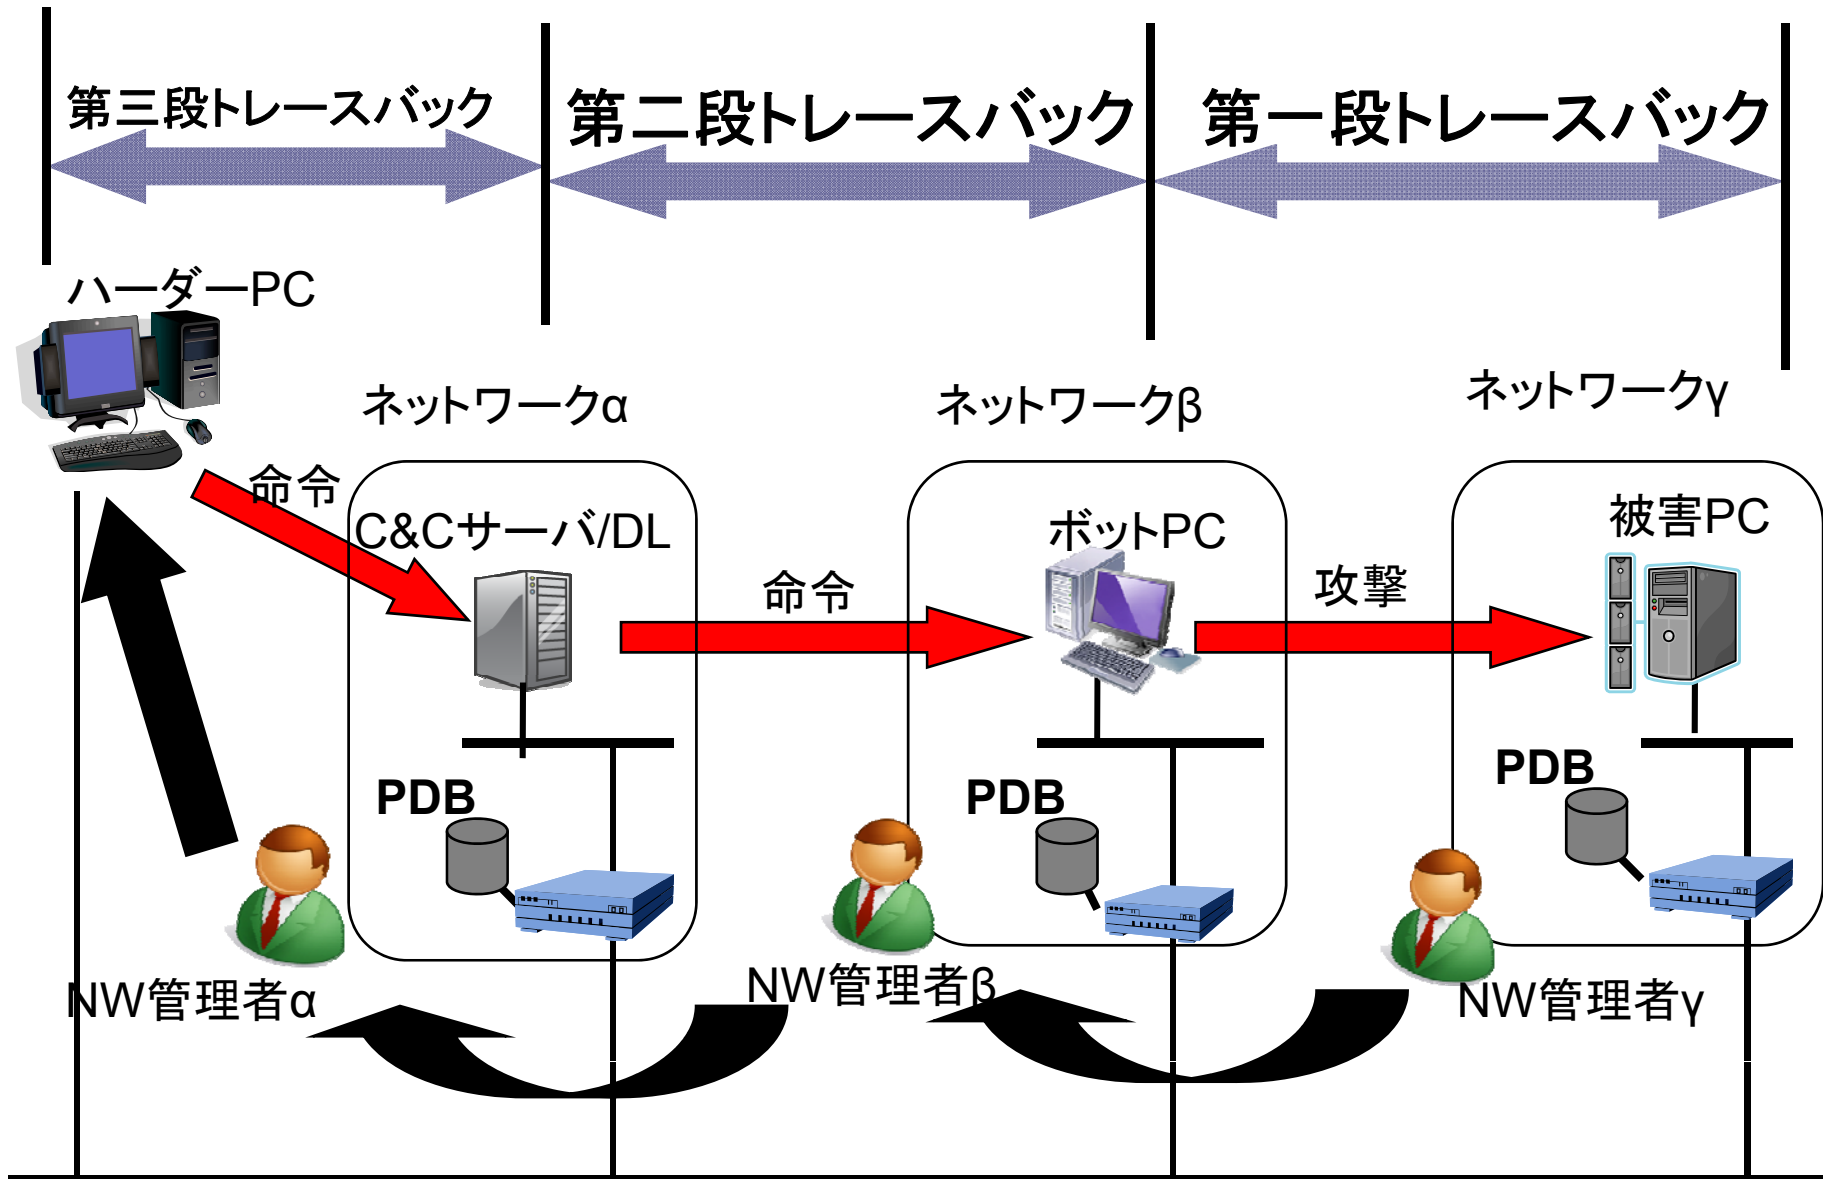 第三段トレースバック
第二段トレースバック
第一段トレースバック
ハーダーPC
ネットワークα
ネットワークβ
ネットワークγ
命令
C&Cサーバ/DL
ボットPC
被害PC
命令
攻撃
PDB
PDB
PDB
NW管理者α
NW管理者β
NW管理者γ